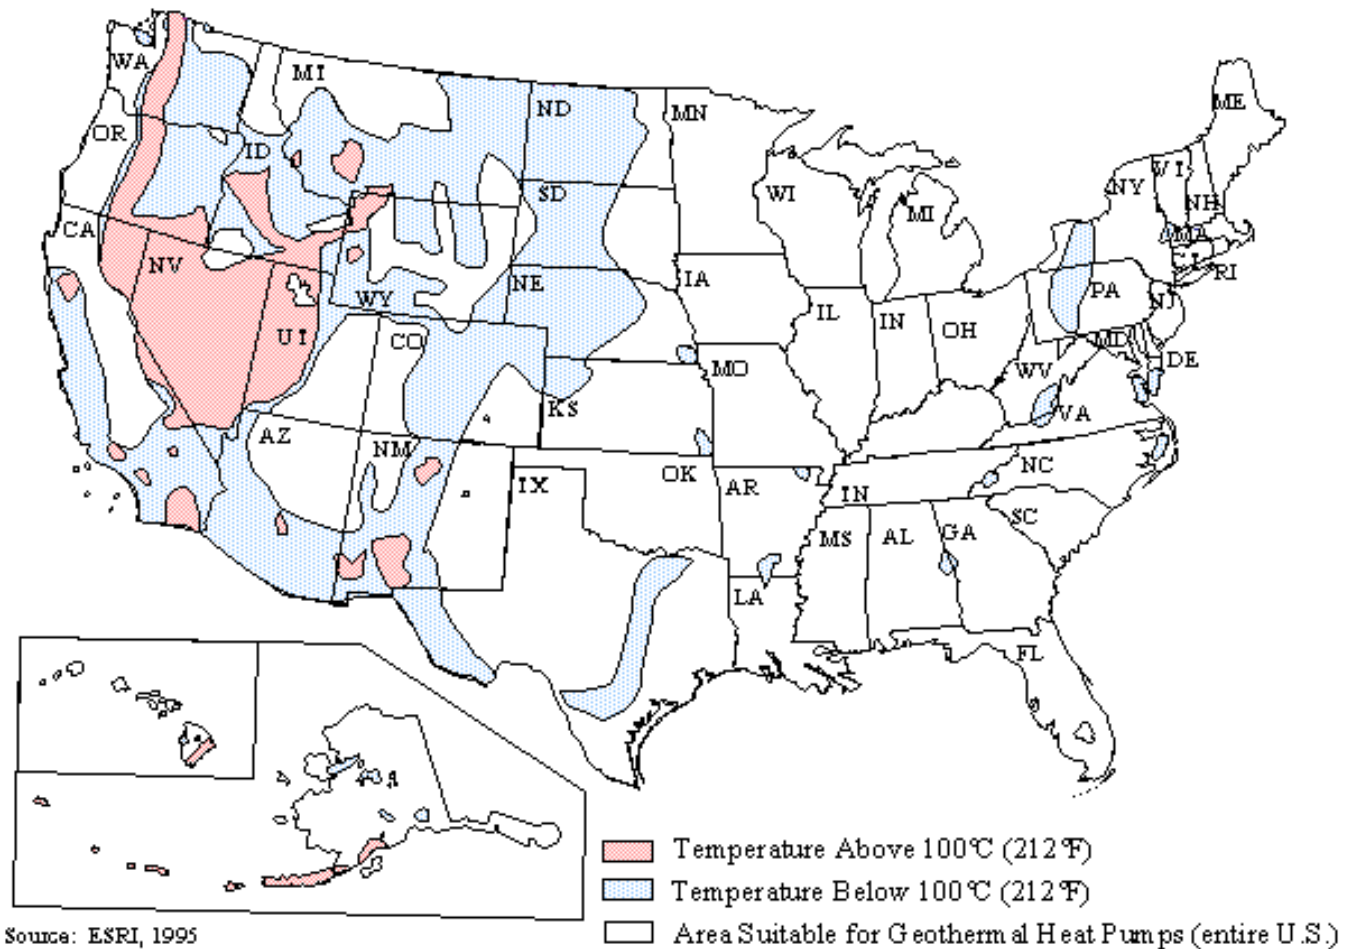 WA
MI
ND
MN
ME
OR
ID
VI
NY
WI
SD
MI
NH
CA
MA
NV
IA
RI
NE
PA
WY
NJ
IL
IN
UI
CO
OH
MD
MO
WV
DE
KS
VA
AZ
NM
NC
OK
IX
AR
IN
SC
MS
AL
GA
LA
FL
Temperature Above 100°C (212°F)
Temperature Below 100°C (212°F)
Area Suitable for Geothermal Heat Pumps (entire U.S.)
Source: ESRI, 1995